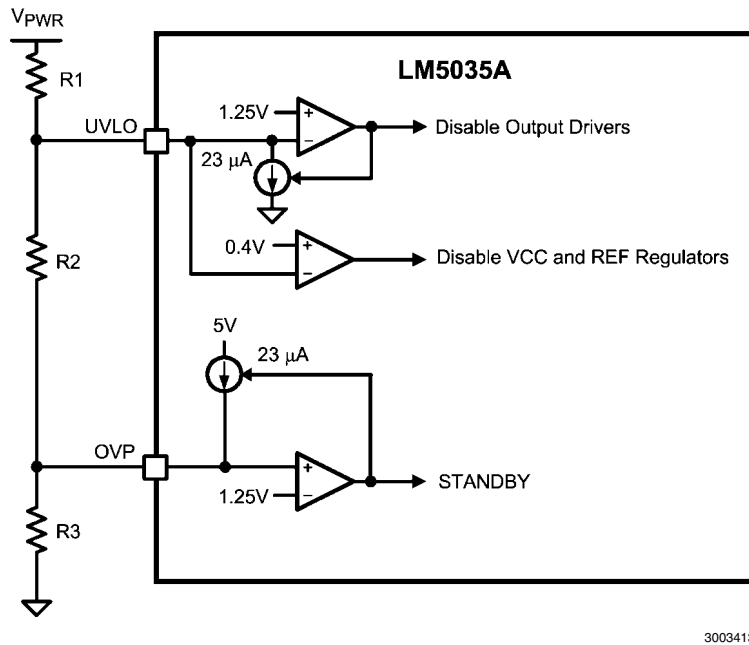 VPWR
R1
LM5035A
UVLO
1.25V
+
−
Disable Output Drivers
23 μA
R2
0.4V
+
−
Disable VCC and REF Regulators
5V
23 μA
OVP
+
−
1.25V
STANDBY
R3
3003413